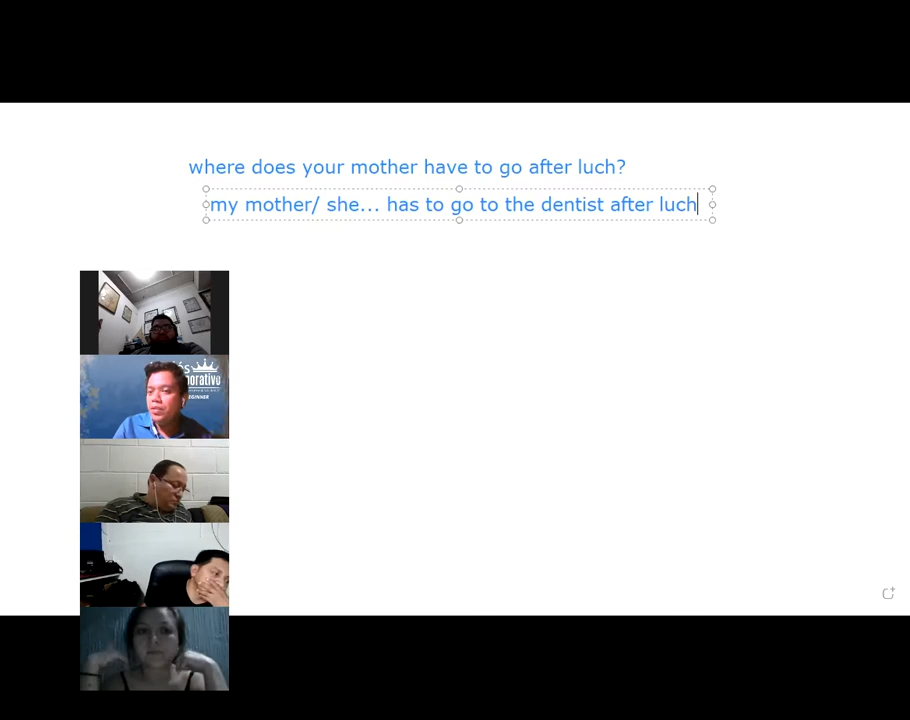 where does your mother have to go after luch?
my mother/ she... has to go to the dentist after luch